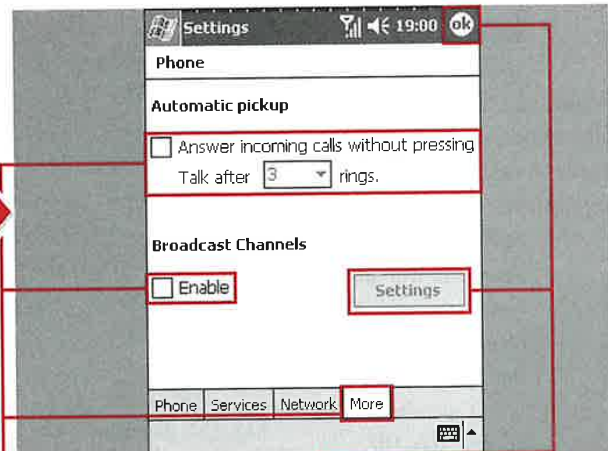 Settings 19:00 ok
Phone
Automatic pickup
Answer incoming calls without pressing
Talk after 3 rings.
Broadcast Channels
Enable Settings
Phone Services Network More